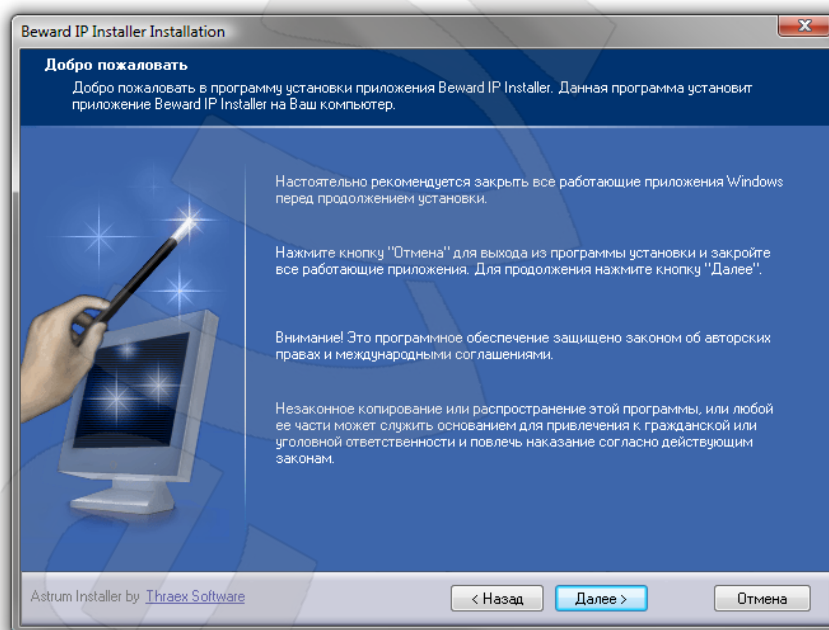 Beward IP Installer Installation
Добро пожаловать
Добро пожаловать в программу установки приложения Beward IP Installer. Данная программа установит
приложение Beward IP Installer на Ваш компьютер.
Настоятельно рекомендуется закрыть все работающие приложения Windows
перед продолжением установки.
Нажмите кнопку "Отмена" для выхода из программы установки и закройте
все работающие приложения. Для продолжения нажмите кнопку "Далее".
Внимание! Это программное обеспечение защищено законом об авторских
правах и международными соглашениями.
Незаконное копирование или распространение этой программы, или любой
ее части может служить основанием для привлечения к гражданской или
уголовной ответственности и повлечь наказание согласно действующим
законам.
Astrum Installer by Thraex Software
< Назад
Далее >
Отмена